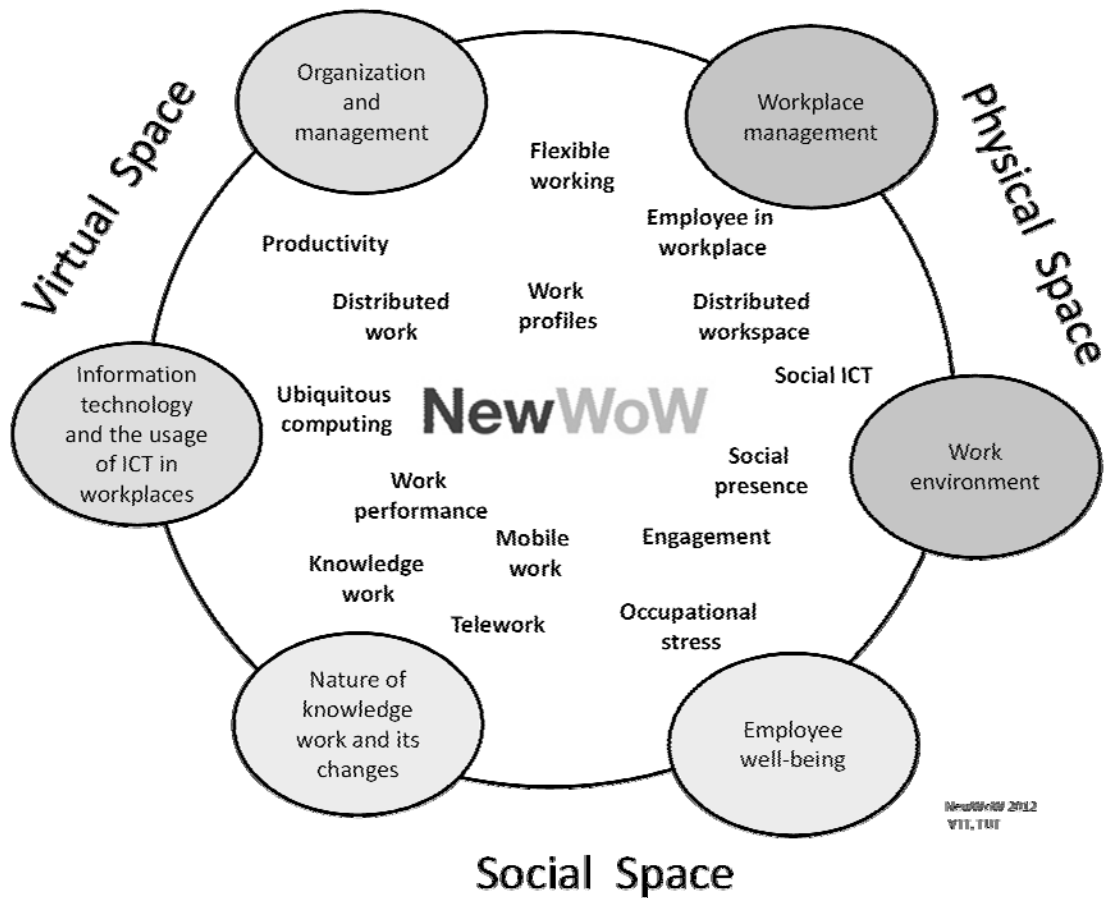 Organization
and
management
Workplace
management
Virtual Space
Physical Space
Flexible
working
Employee in
workplace
Productivity
Distributed
work
Work
profiles
Distributed
workspace
Social ICT
Information
technology
and the usage
of ICT in
workplaces
Ubiquitous
computing
NewWoW
Work
environment
Social
presence
Work
performance
Mobile
work
Engagement
Knowledge
work
Telework
Occupational
stress
Nature of
knowledge
work and its
changes
Employee
well-being
NewWoW 2012
VTT, TUT
Social Space